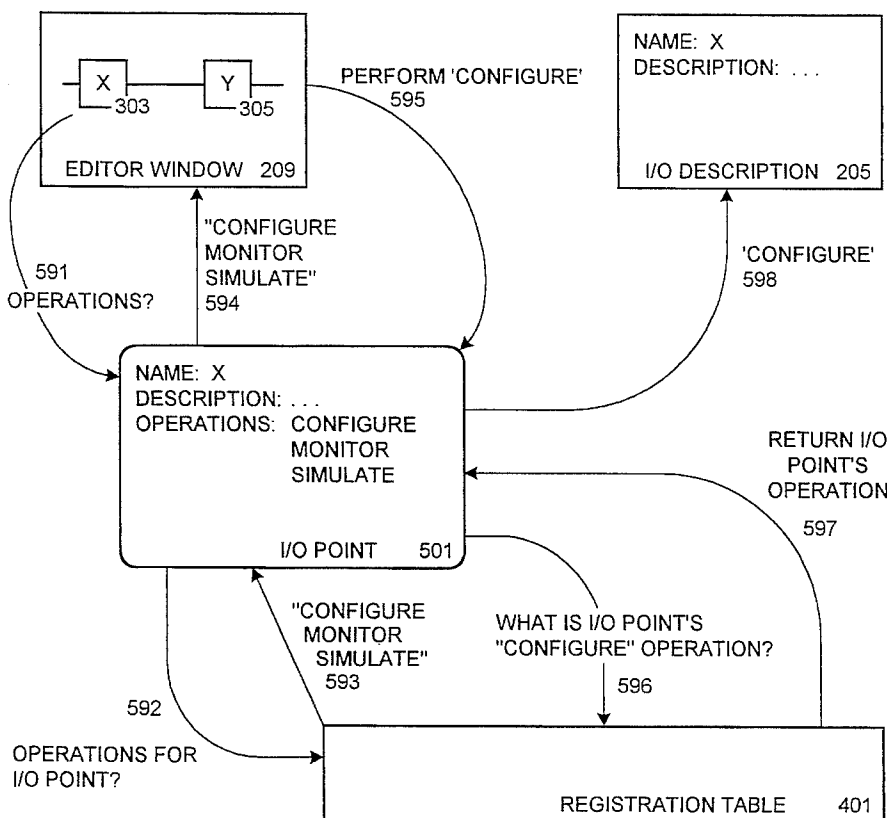 X
303
Y
305
EDITOR WINDOW 209
PERFORM 'CONFIGURE'
595
NAME: X
DESCRIPTION: . . .
I/O DESCRIPTION 205
591
OPERATIONS?
"CONFIGURE
MONITOR
SIMULATE"
594
'CONFIGURE'
598
NAME: X
DESCRIPTION: . . .
OPERATIONS: CONFIGURE
MONITOR
SIMULATE
I/O POINT 501
RETURN I/O
POINT'S
OPERATION
597
"CONFIGURE
MONITOR
SIMULATE"
593
WHAT IS I/O POINT'S
"CONFIGURE" OPERATION?
596
592
OPERATIONS FOR
I/O POINT?
REGISTRATION TABLE 401